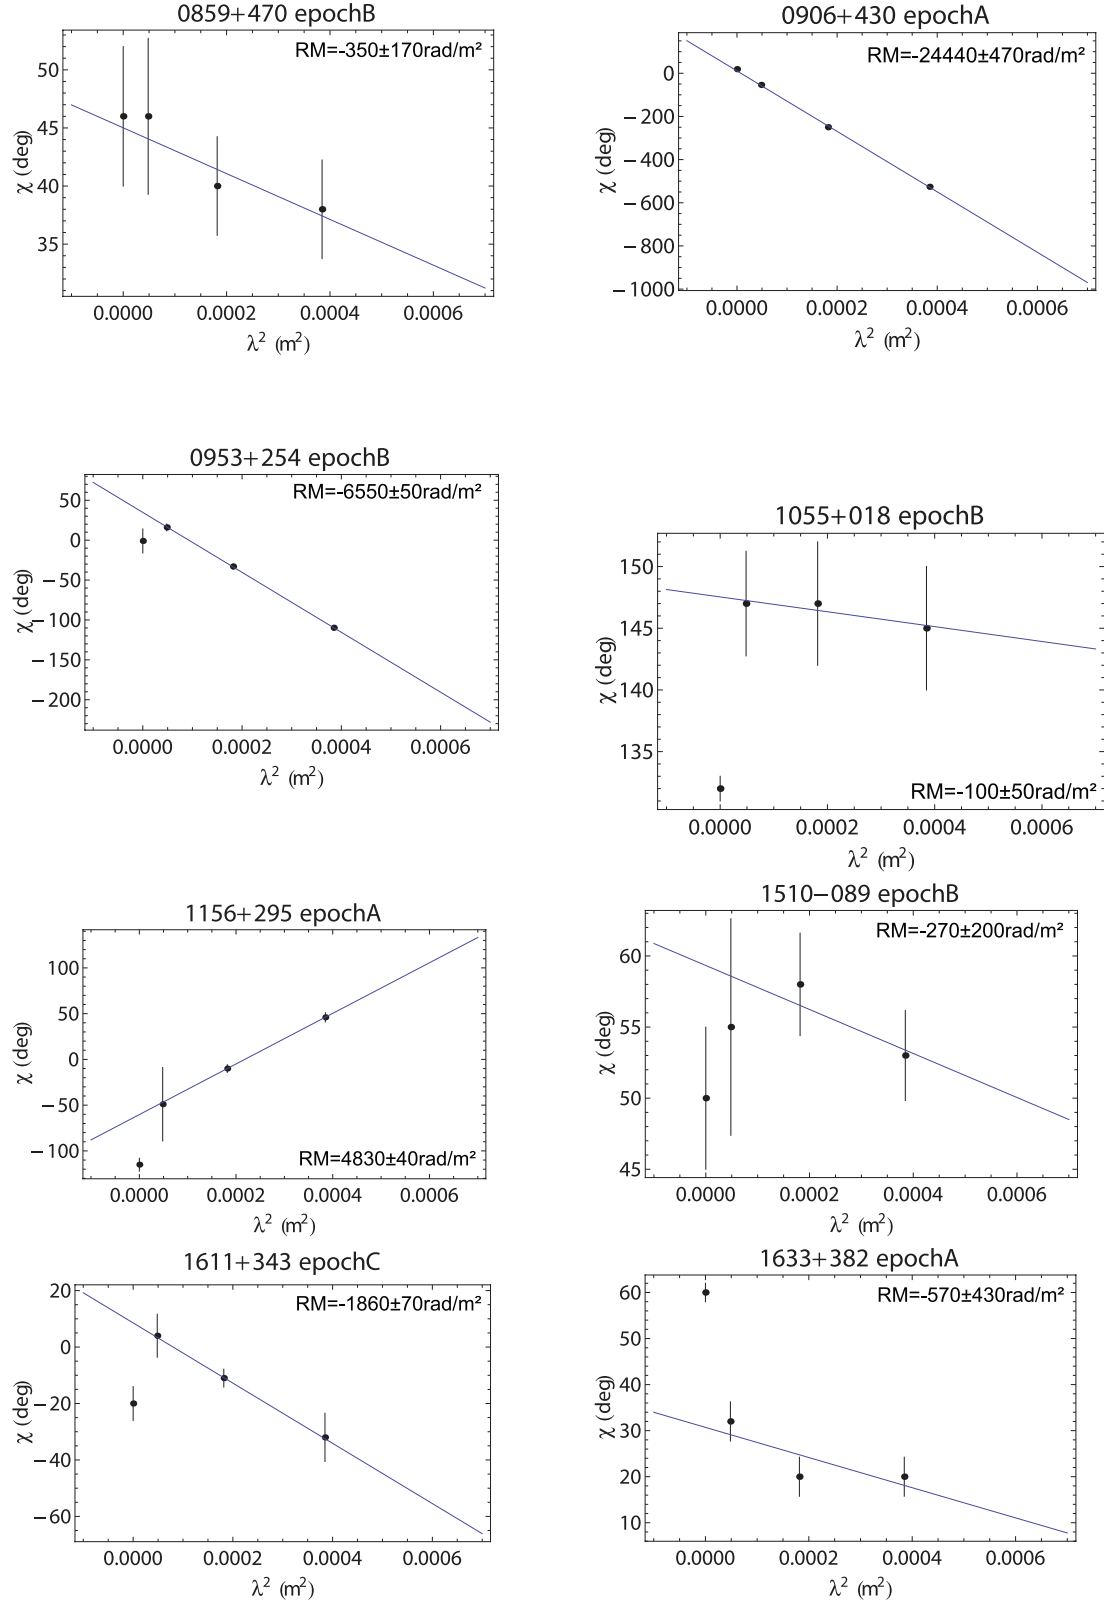 0859+470 epochB
RM=-350±170rad/m²
50
45
40
35
χ (deg)
0.0000 0.0002 0.0004 0.0006
λ² (m²)
0906+430 epochA
RM=-24440±470rad/m²
0
−200
−400
−600
−800
−1000
χ (deg)
0.0000 0.0002 0.0004 0.0006
λ² (m²)
0953+254 epochB
RM=-6550±50rad/m²
50
0
−50
−100
−150
−200
χ (deg)
0.0000 0.0002 0.0004 0.0006
λ² (m²)
1055+018 epochB
150
145
140
135
χ (deg)
RM=-100±50rad/m²
0.0000 0.0002 0.0004 0.0006
λ² (m²)
1156+295 epochA
100
50
0
−50
−100
χ (deg)
RM=4830±40rad/m²
0.0000 0.0002 0.0004 0.0006
λ² (m²)
1510−089 epochB
RM=-270±200rad/m²
60
55
50
45
χ (deg)
0.0000 0.0002 0.0004 0.0006
λ² (m²)
1611+343 epochC
RM=-1860±70rad/m²
20
0
−20
−40
−60
χ (deg)
0.0000 0.0002 0.0004 0.0006
λ² (m²)
1633+382 epochA
RM=-570±430rad/m²
60
50
40
30
20
10
χ (deg)
0.0000 0.0002 0.0004 0.0006
λ² (m²)